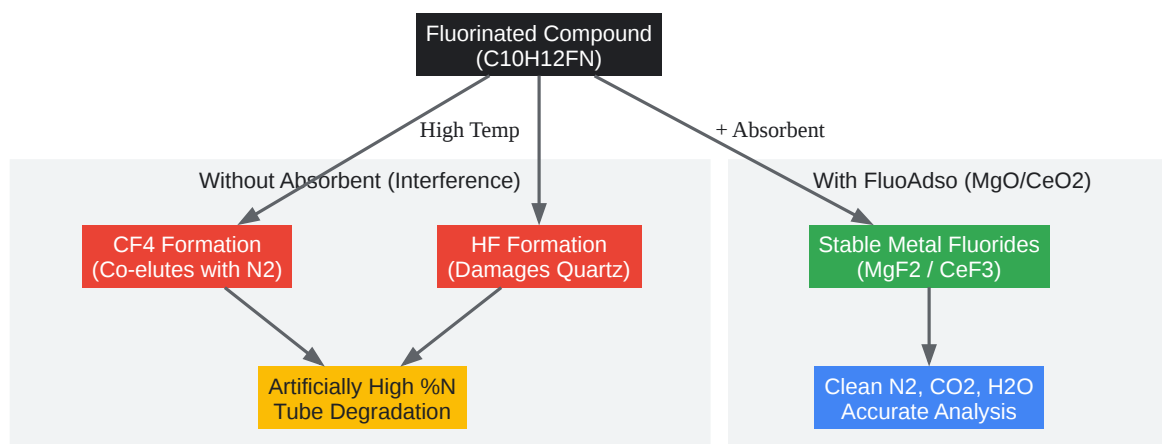 Fluorinated Compound
(C10H12FN)
High Temp
+ Absorbent
Without Absorbent (Interference)
With FluoAdso (MgO/CeO2)
CF4 Formation
(Co-elutes with N2)
HF Formation
(Damages Quartz)
Stable Metal Fluorides
(MgF2 / CeF3)
Artificially High %N
Tube Degradation
Clean N2, CO2, H2O
Accurate Analysis